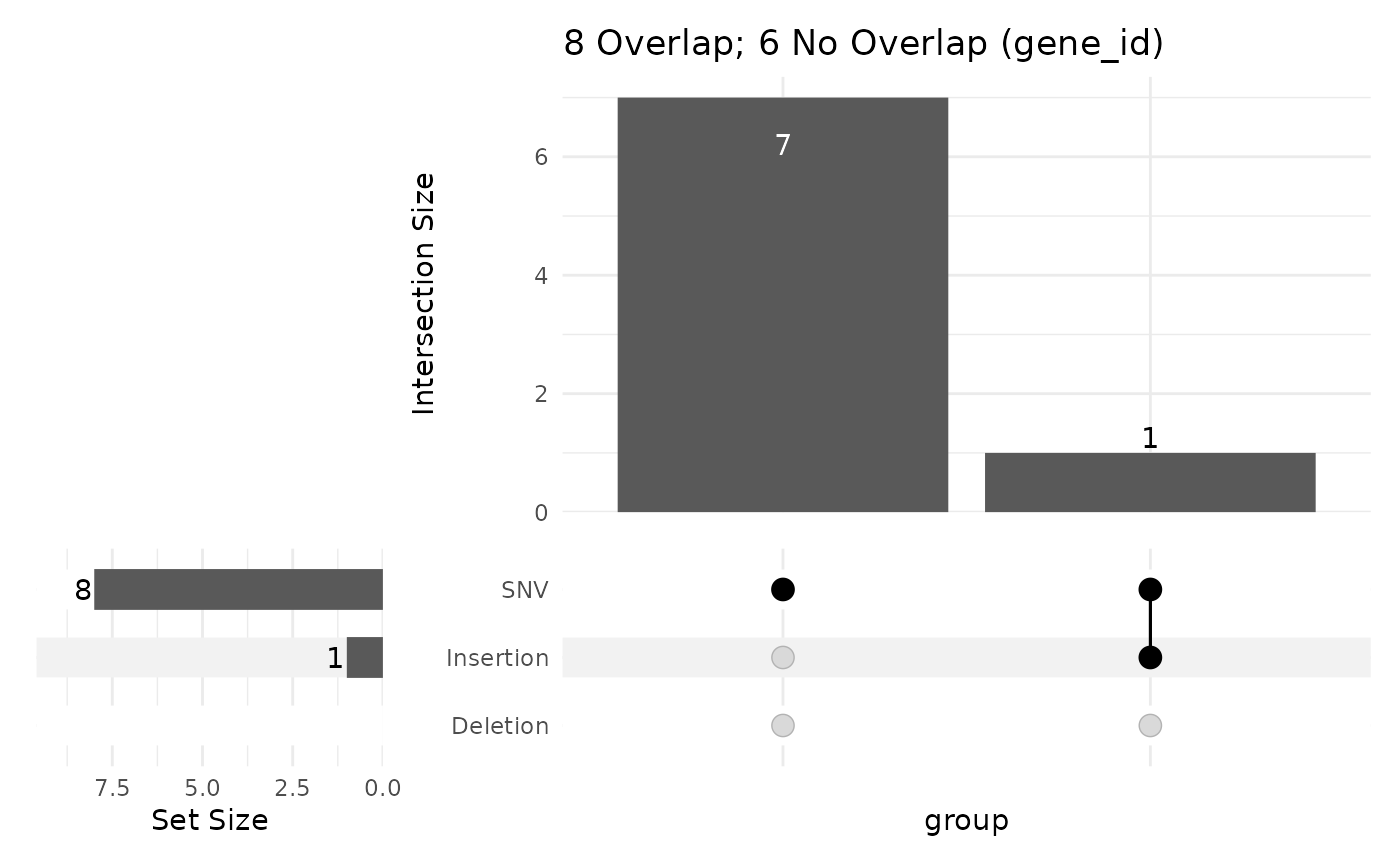 8 Overlap; 6 No Overlap (gene_id)
Intersection Size
6
4
2
0
7
1
8
1
SNV
Insertion
Deletion
7.5 5.0 2.5 0.0
Set Size
group